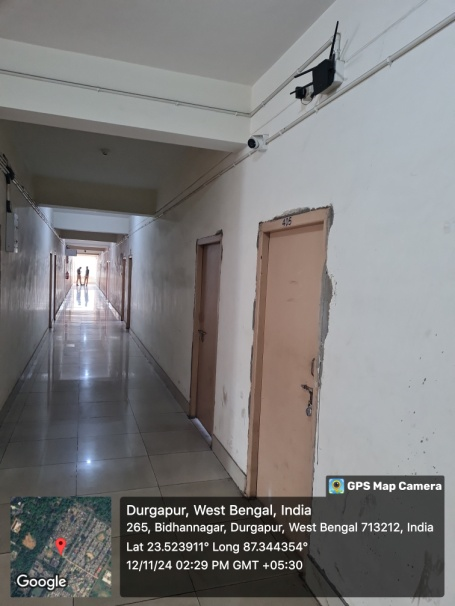 415
GPS Map Camera
Durgapur, West Bengal, India
265, Bidhannagar, Durgapur, West Bengal 713212, India
Lat 23.523911° Long 87.344354°
12/11/24 02:29 PM GMT +05:30
Google